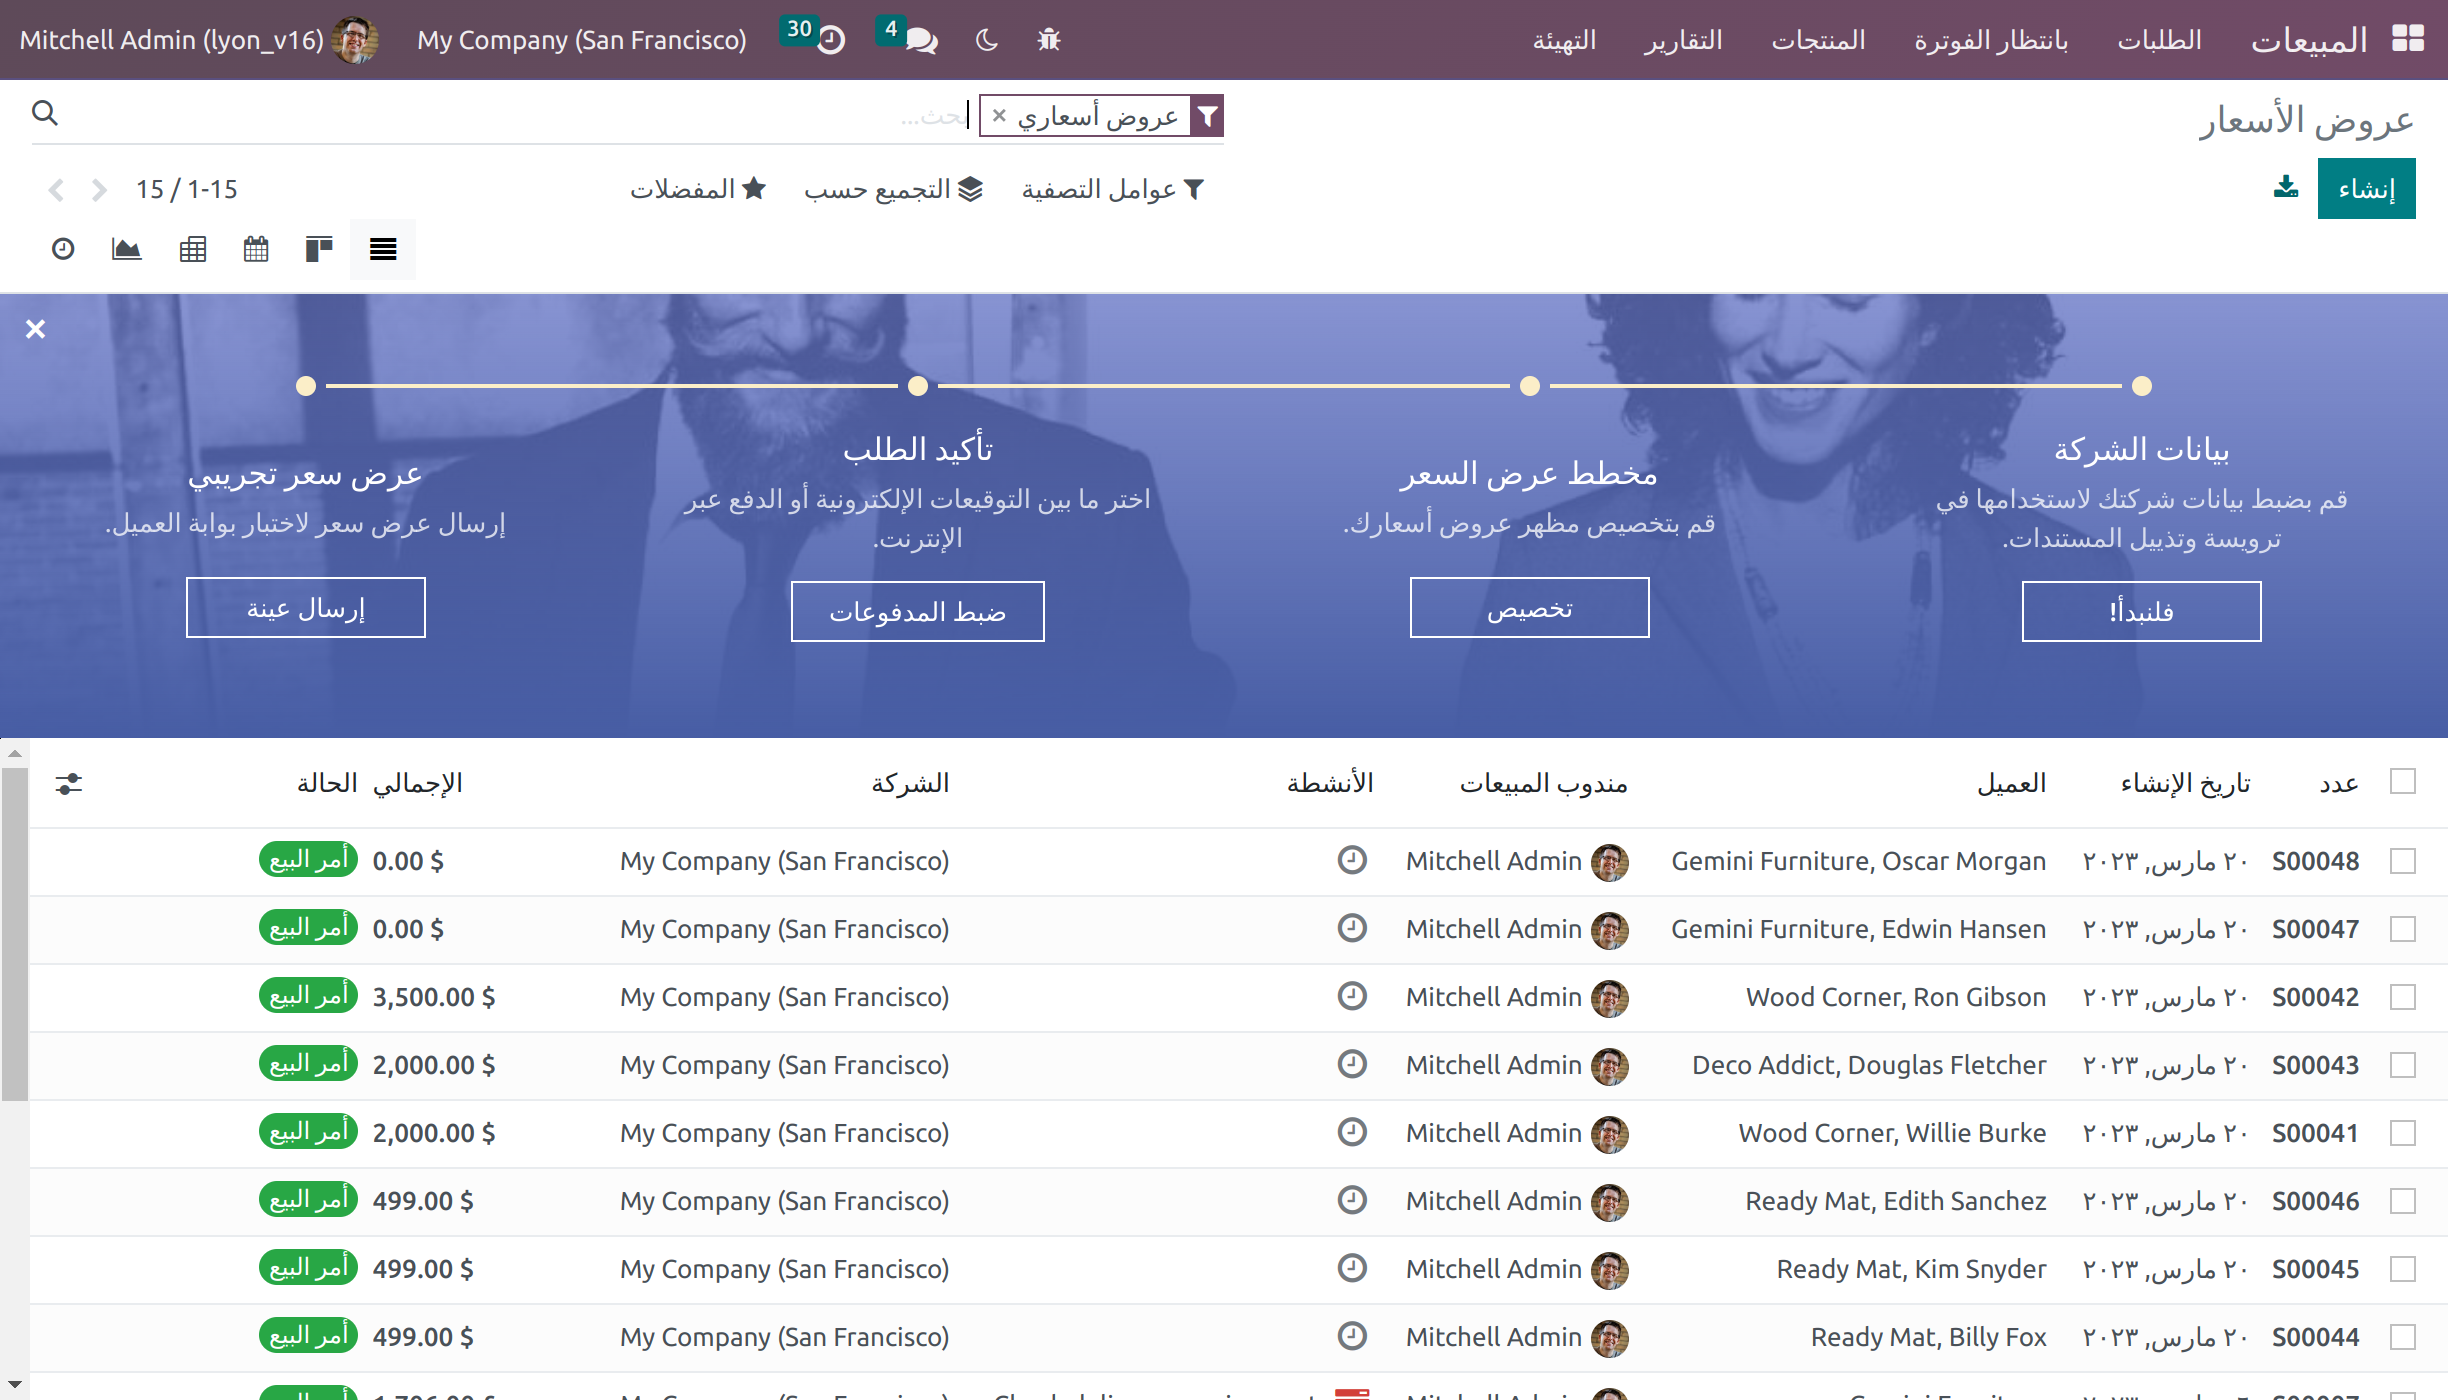 المبيعات الطلبات بانتظار الفوترة المنتجات التقارير التهيئة 4 30 My Company (San Francisco) Mitchell Admin (lyon_v16)
عروض الأسعار
عروض أسعاري × بحث...
إنشاء
عوامل التصفية التجميع حسب المفضلات 1-15 / 15
بيانات الشركة
قم بضبط بيانات شركتك لاستخدامها في
ترويسة وتذييل المستندات.
فلنبدأ!
مخطط عرض السعر
قم بتخصيص مظهر عروض أسعارك.
تخصيص
تأكيد الطلب
اختر ما بين التوقيعات الإلكترونية أو الدفع عبر
الإنترنت.
ضبط المدفوعات
عرض سعر تجريبي
إرسال عرض سعر لاختبار بوابة العميل.
إرسال عينة
عدد تاريخ الإنشاء العميل مندوب المبيعات الأنشطة الشركة الإجمالي الحالة
S00048 ٢٠ مارس, ٢٠٢٣ Gemini Furniture, Oscar Morgan Mitchell Admin My Company (San Francisco) 0.00 $ أمر البيع
S00047 ٢٠ مارس, ٢٠٢٣ Gemini Furniture, Edwin Hansen Mitchell Admin My Company (San Francisco) 0.00 $ أمر البيع
S00042 ٢٠ مارس, ٢٠٢٣ Wood Corner, Ron Gibson Mitchell Admin My Company (San Francisco) 3,500.00 $ أمر البيع
S00043 ٢٠ مارس, ٢٠٢٣ Deco Addict, Douglas Fletcher Mitchell Admin My Company (San Francisco) 2,000.00 $ أمر البيع
S00041 ٢٠ مارس, ٢٠٢٣ Wood Corner, Willie Burke Mitchell Admin My Company (San Francisco) 2,000.00 $ أمر البيع
S00046 ٢٠ مارس, ٢٠٢٣ Ready Mat, Edith Sanchez Mitchell Admin My Company (San Francisco) 499.00 $ أمر البيع
S00045 ٢٠ مارس, ٢٠٢٣ Ready Mat, Kim Snyder Mitchell Admin My Company (San Francisco) 499.00 $ أمر البيع
S00044 ٢٠ مارس, ٢٠٢٣ Ready Mat, Billy Fox Mitchell Admin My Company (San Francisco) 499.00 $ أمر البيع